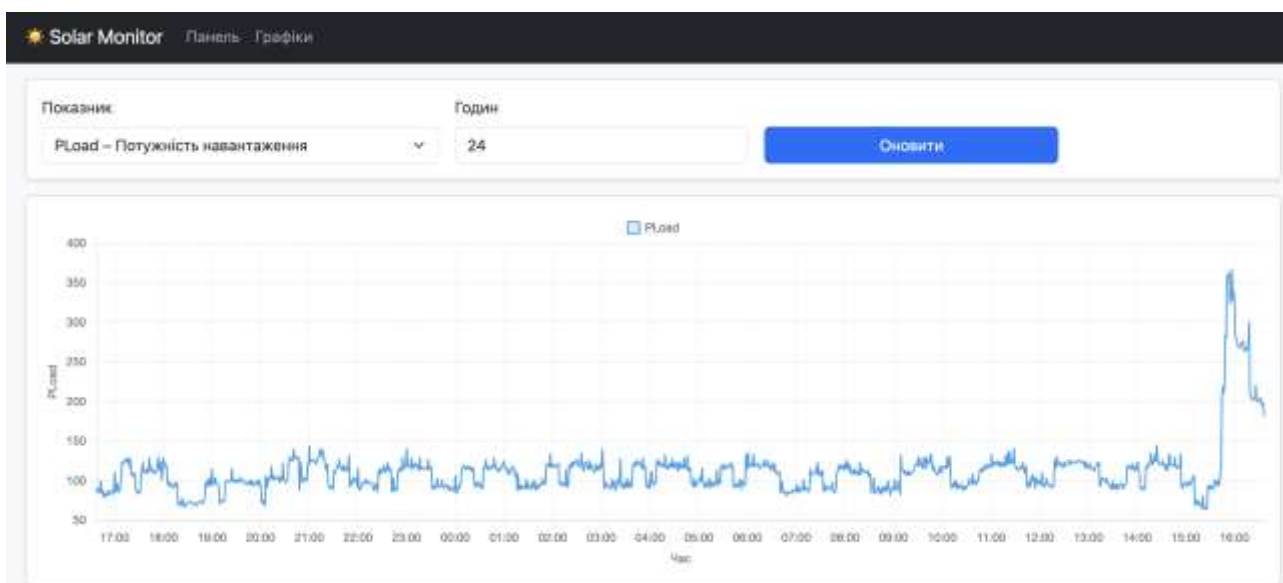 Solar Monitor Панель Графіки
Показник Годин
PLoad – Потужність навантаження 24 Оновити
PLoad
400
350
300
250
200
150
100
50
PLoad
17:00 18:00 19:00 20:00 21:00 22:00 23:00 00:00 01:00 02:00 03:00 04:00 05:00 06:00 07:00 08:00 09:00 10:00 11:00 12:00 13:00 14:00 15:00 16:00
Час